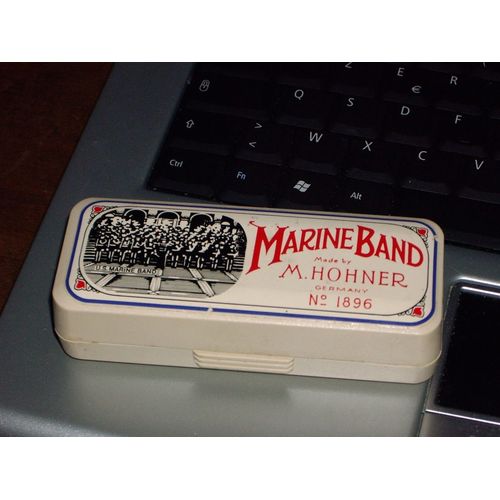 Z
€
Q S
A D E
> < Z F
\ X C V
Ctrl Fn Alt
MARINE BAND
Made by
M. HOHNER
GERMANY
Nº 1896
U.S. MARINE BAND